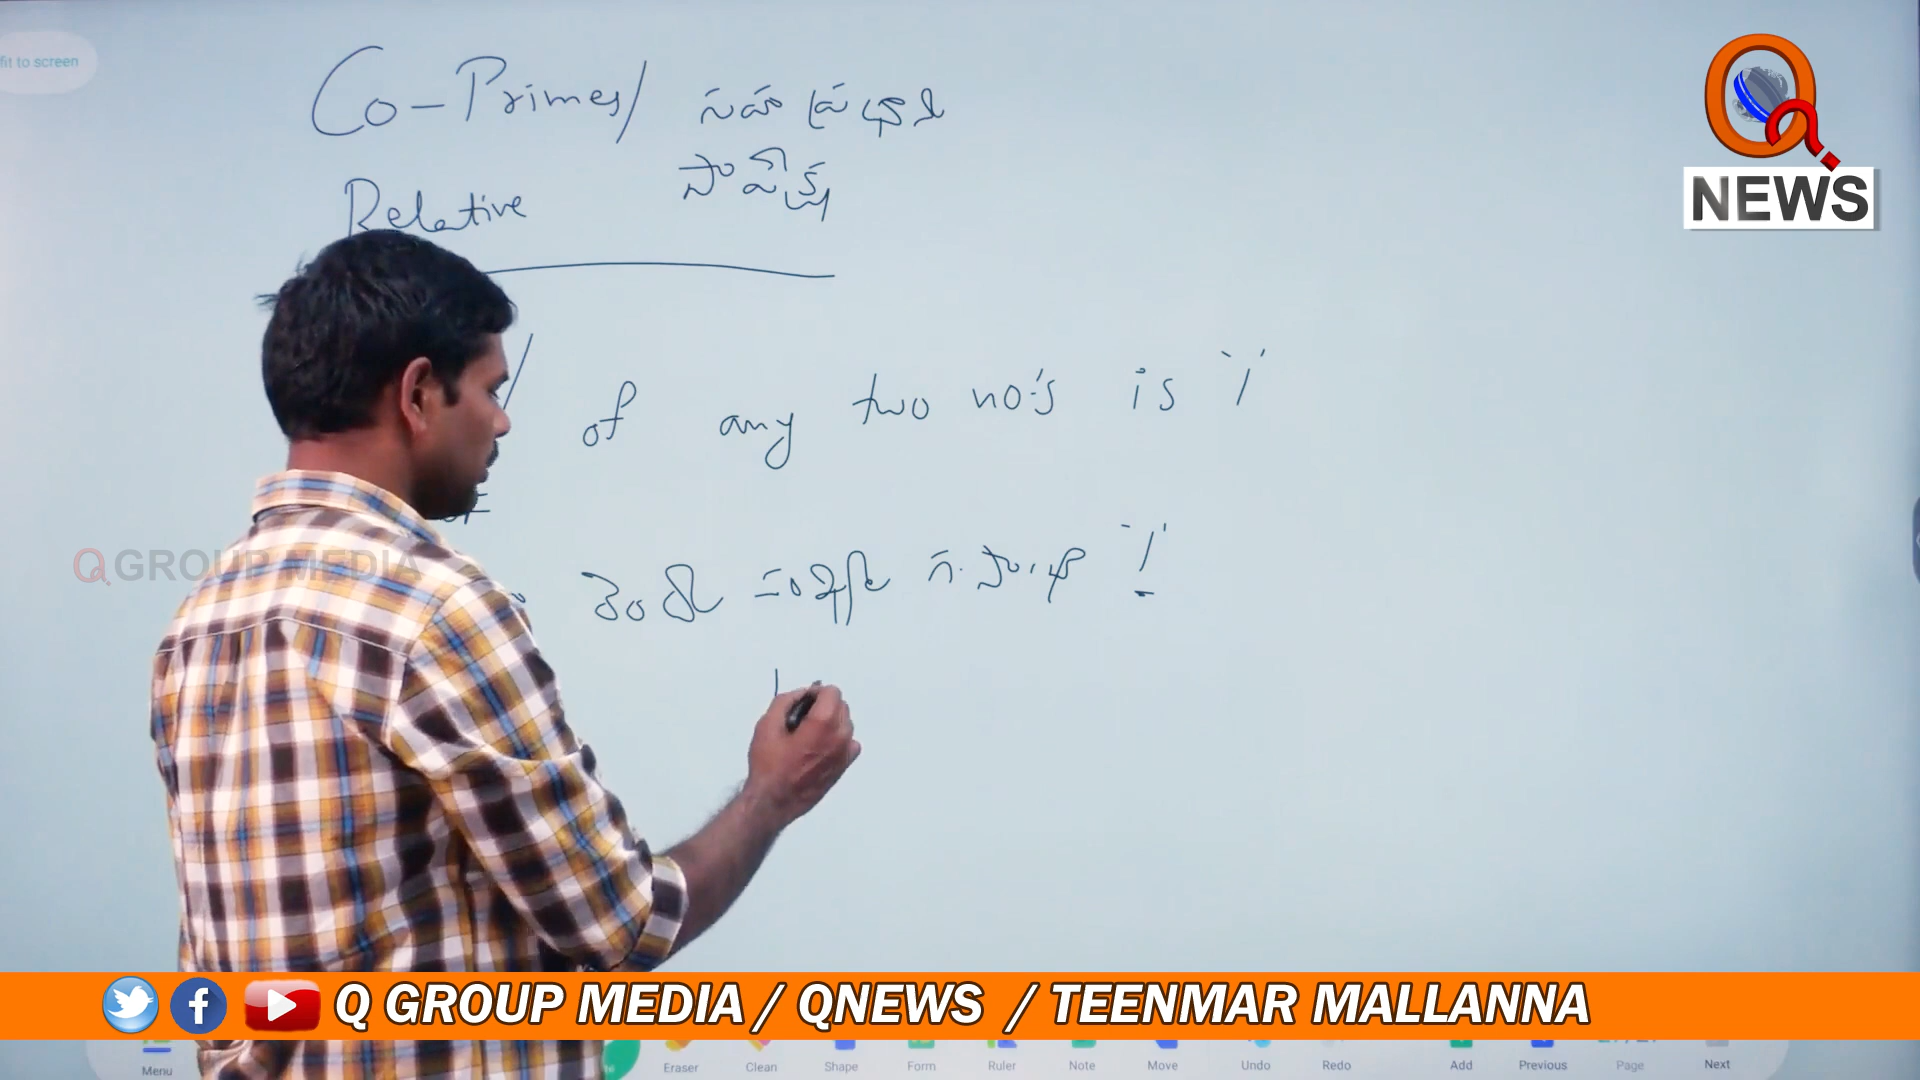 fit to screen
Co-Primes/ సహ ప్రధాన
Relative సాపేక్ష
of any two no's is '1'
రెండు సంఖ్యల గ.సా.భా '1'
Q NEWS
Q GROUP MEDIA
Q GROUP MEDIA / QNEWS / TEENMAR MALLANNA
Menu Eraser Clean Shape Form Ruler Note Move Undo Redo Add Previous Page Next